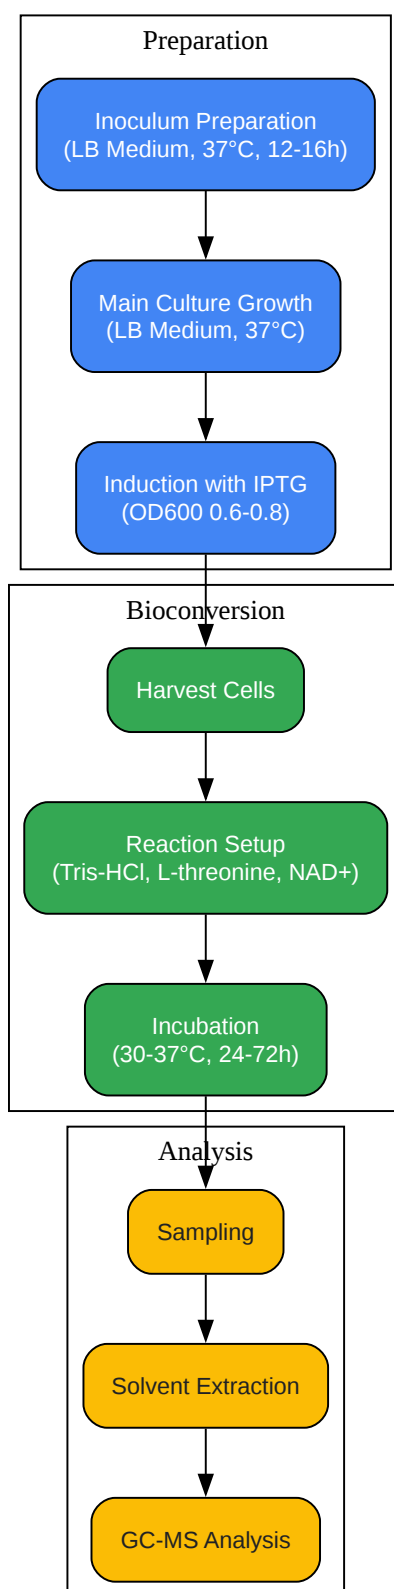 Preparation
Inoculum Preparation
(LB Medium, 37°C, 12-16h)
Main Culture Growth
(LB Medium, 37°C)
Induction with IPTG
(OD600 0.6-0.8)
Bioconversion
Harvest Cells
Reaction Setup
(Tris-HCl, L-threonine, NAD+)
Incubation
(30-37°C, 24-72h)
Analysis
Sampling
Solvent Extraction
GC-MS Analysis